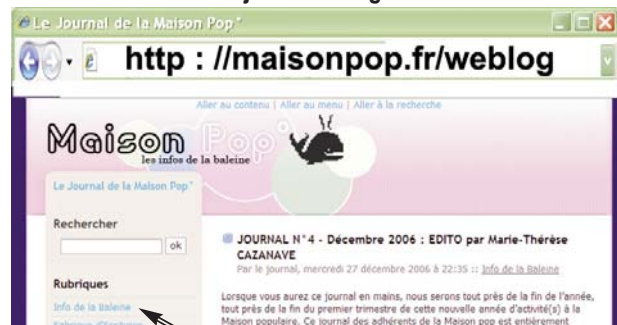 Le Journal de la Maison Pop*
http : //maisonpop.fr/weblog
Aller au contenu | Aller au menu | Aller à la recherche
Maison Pop
les infos de la baleine
Le Journal de la Maison Pop*
Rechercher
ok
Rubriques
Info de la Baleine
JOURNAL N°4 - Décembre 2006 : EDITO par Marie-Thérèse
CAZANAVE
Par le journal, mercredi 27 décembre 2006 à 22:35 :: Info de la Baleine
Lorsque vous aurez ce journal en mains, nous serons tout près de la fin de l'année,
tout près de la fin du premier trimestre de cette nouvelle année d'activité(s) à la
Maison populaire. Ce journal des adhérents de la Maison pop est entièrement